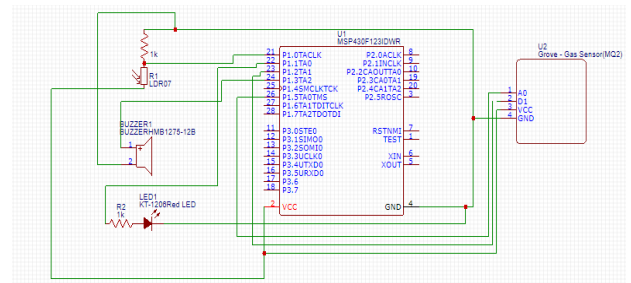 U1
MSP430F123IDWR
21 P1.0TACLK
22 P1.1TA0
23 P1.2TA1
24 P1.3TA2
25 P1.4SMCLKTCK
26 P1.5TA0TMS
27 P1.6TA1TDITCLK
28 P1.7TA2TDOTDI
11 P3.0STE0
12 P3.1SIMO0
13 P3.2SOMI0
14 P3.3UCLK0
15 P3.4UTXD0
16 P3.5URXD0
17 P3.6
18 P3.7
2 VCC
P2.0ACLK 8
P2.1INCLK 9
P2.2CAOUTTA0 10
P2.3CA0TA1 19
P2.4CA1TA2 20
P2.5ROSC 3
RSTNMI 7
TEST 1
XIN 6
XOUT 5
GND 4
U2
Grove - Gas Sensor(MQ2)
1 A0
2 D1
3 VCC
4 GND
1k
R1
LDR07
BUZZER1
BUZZERHMB1275-12B
1 +
2
LED1
KT-1206Red LED
R2
1k